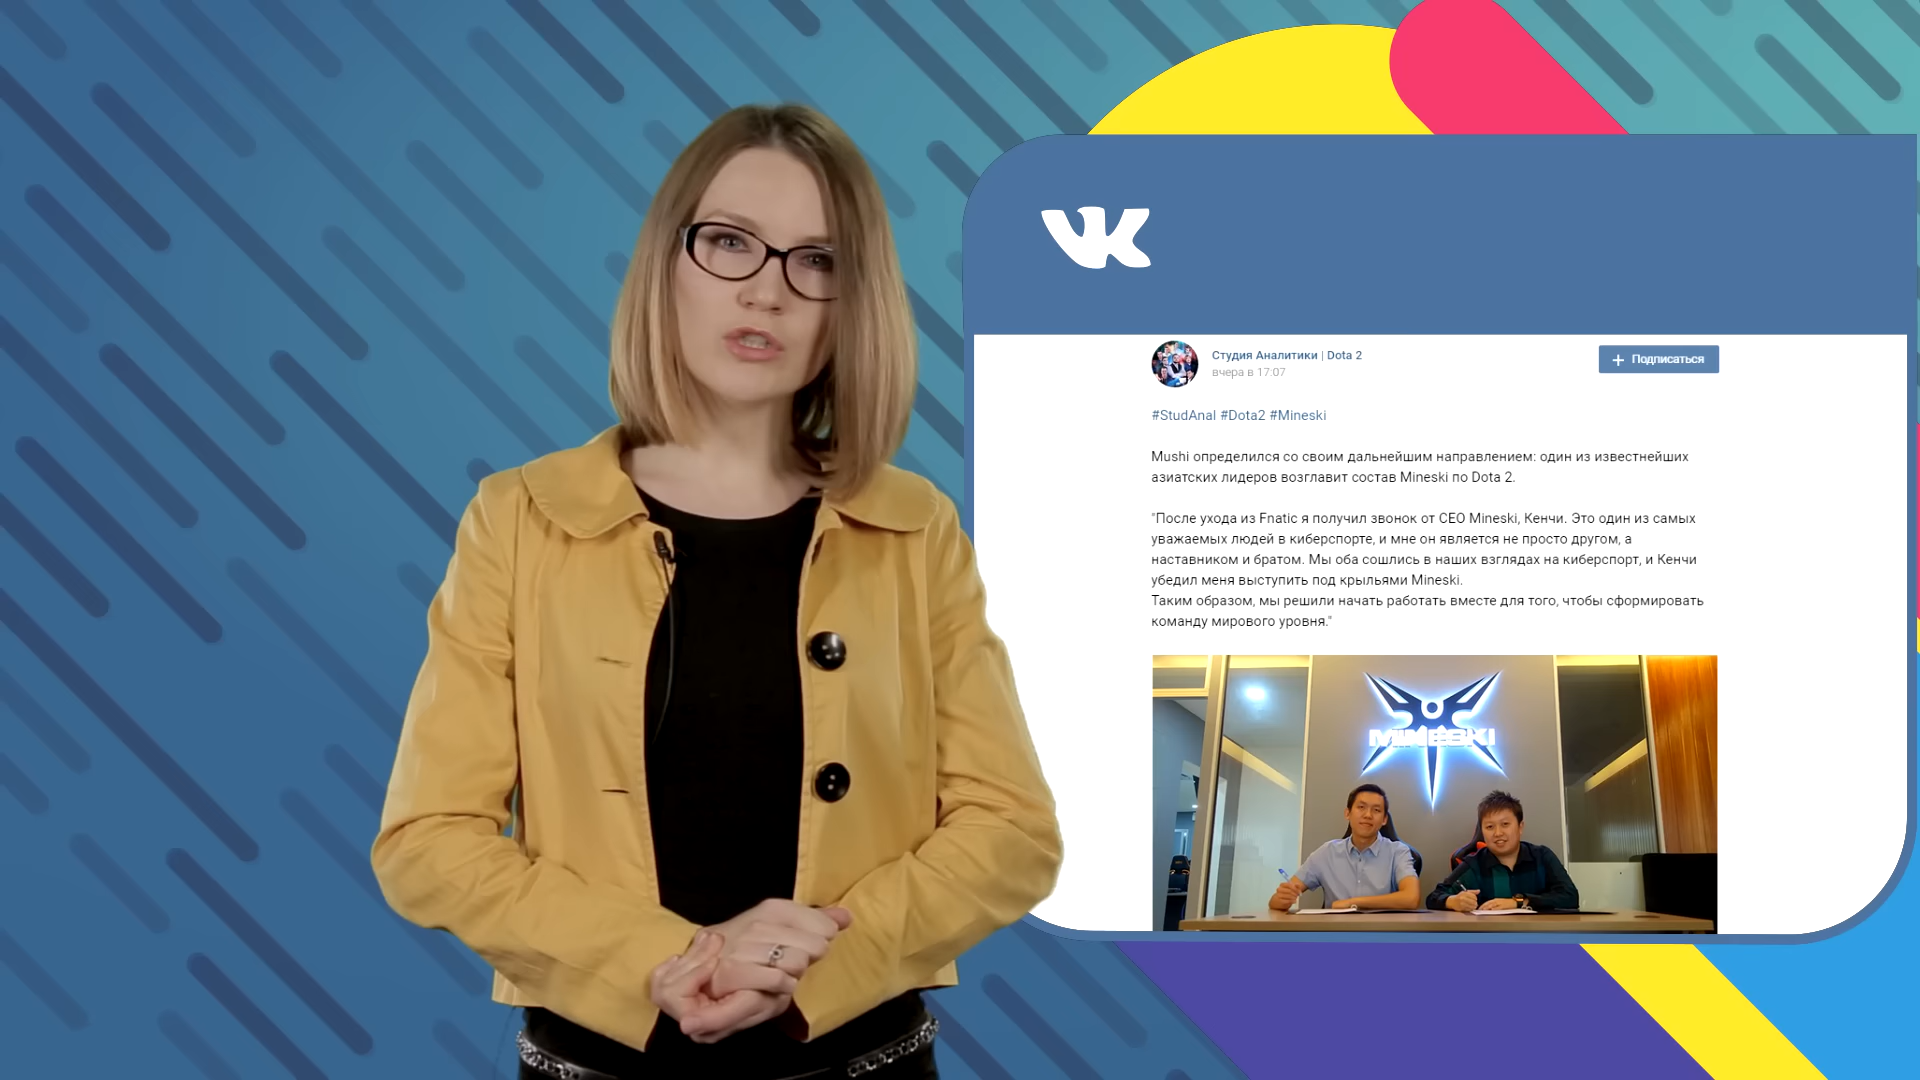 Студия Аналитики | Dota 2
вчера в 17:07
+ Подписаться
#StudAnal #Dota2 #Mineski
Mushi определился со своим дальнейшим направлением: один из известнейших
азиатских лидеров возглавит состав Mineski по Dota 2.
"После ухода из Fnatic я получил звонок от CEO Mineski, Кенчи. Это один из самых
уважаемых людей в киберспорте, и мне он является не просто другом, а
наставником и братом. Мы оба сошлись в наших взглядах на киберспорт, и Кенчи
убедил меня выступить под крыльями Mineski.
Таким образом, мы решили начать работать вместе для того, чтобы сформировать
команду мирового уровня."
MINESKI